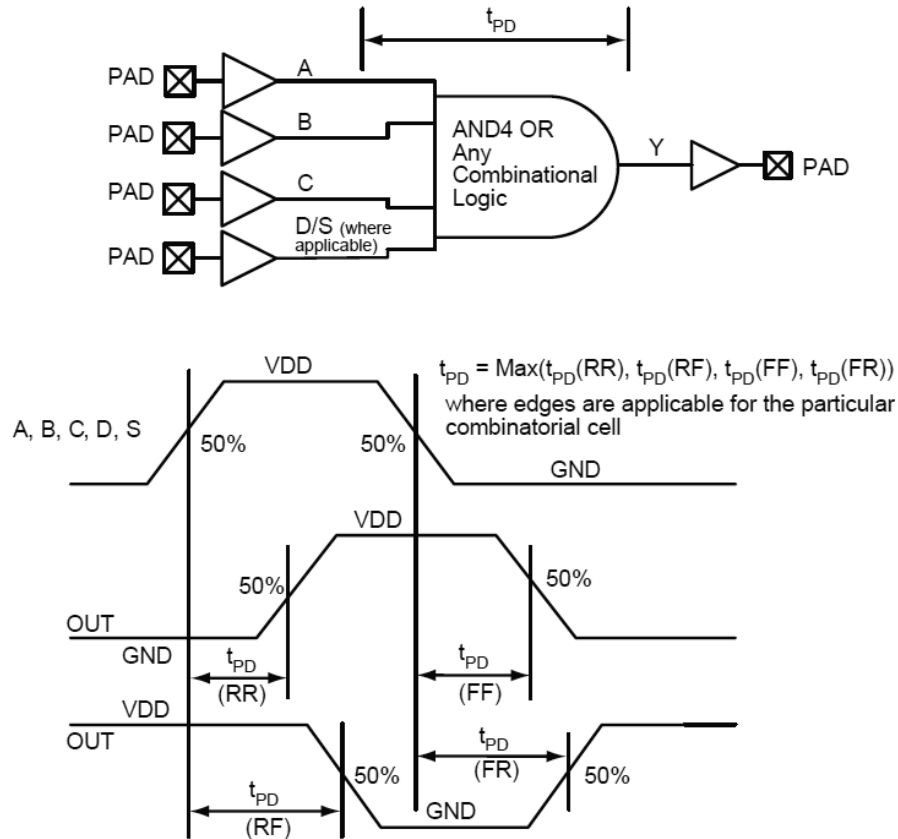 tPD
PAD
A
PAD
B
PAD
C
PAD
D/S (where
applicable)
AND4 OR
Any
Combinational
Logic
Y
PAD
tPD = Max(tPD(RR), tPD(RF), tPD(FF), tPD(FR))
where edges are applicable for the particular
combinatorial cell
VDD
A, B, C, D, S
50%
50%
GND
VDD
50%
50%
OUT
GND
tPD
(RR)
tPD
(FF)
VDD
OUT
tPD
(FR)
50%
50%
tPD
(RF)
GND